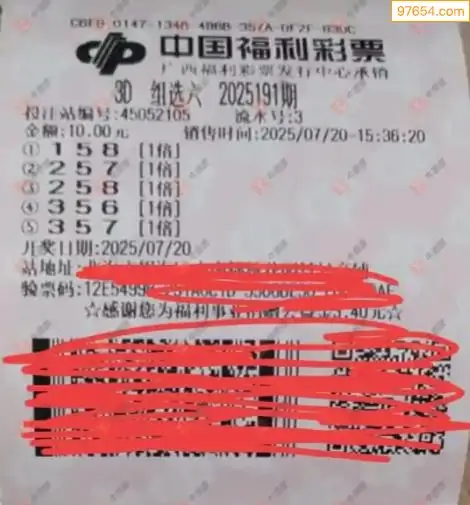 97654.com
中国福利彩票
广西福利彩票发行中心承销
3D 组选六 2025191期
投注站编号:45052105 流水号:3
金额:10.00元 销售时间:2025/07/20-15:36:20
① 1 5 8 [1倍]
② 2 5 7 [1倍]
③ 2 5 8 [1倍]
④ 3 5 6 [1倍]
⑤ 3 5 7 [1倍]
开奖日期:2025/07/20
站地址:
验票码:12E5499
☆感谢您为福利事业 1.40元☆